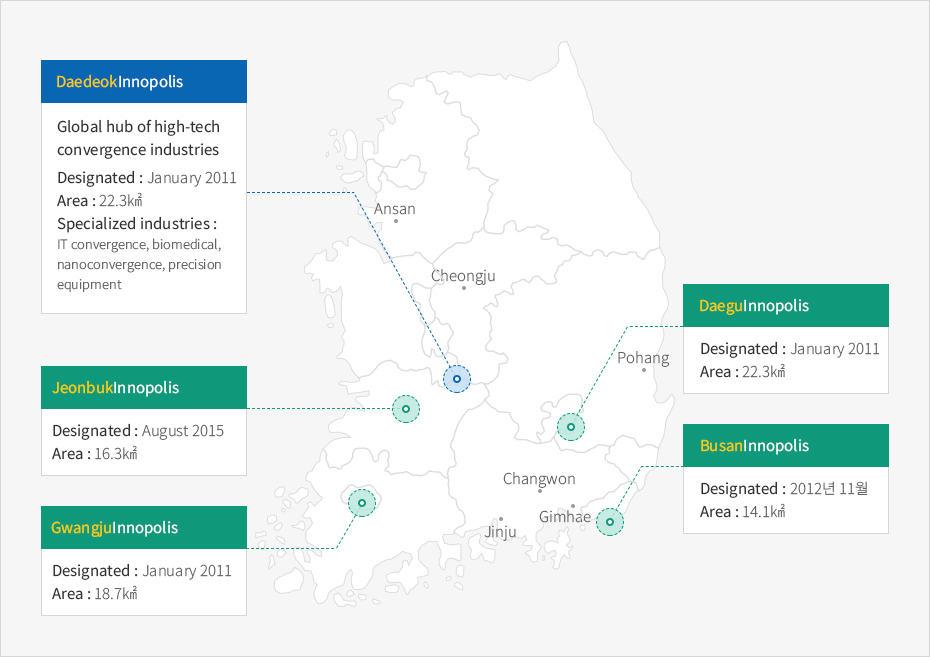 DaedeokInnopolis
Global hub of high-tech
convergence industries
Designated : January 2011
Area : 22.3㎢
Specialized industries :
IT convergence, biomedical,
nanoconvergence, precision
equipment
JeonbukInnopolis
Designated : August 2015
Area : 16.3㎢
GwangjuInnopolis
Designated : January 2011
Area : 18.7㎢
Ansan
Cheongju
Pohang
Changwon
Gimhae
Jinju
DaeguInnopolis
Designated : January 2011
Area : 22.3㎢
BusanInnopolis
Designated : 2012년 11월
Area : 14.1㎢